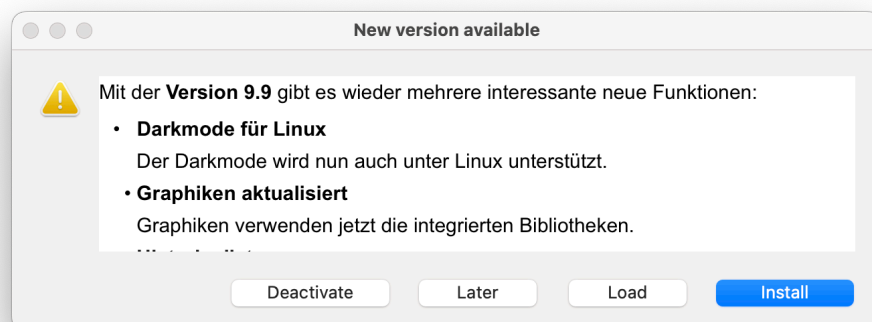 New version available
Mit der Version 9.9 gibt es wieder mehrere interessante neue Funktionen:
• Darkmode für Linux
Der Darkmode wird nun auch unter Linux unterstützt.
• Graphiken aktualisiert
Graphiken verwenden jetzt die integrierten Bibliotheken.
Deactivate Later Load Install